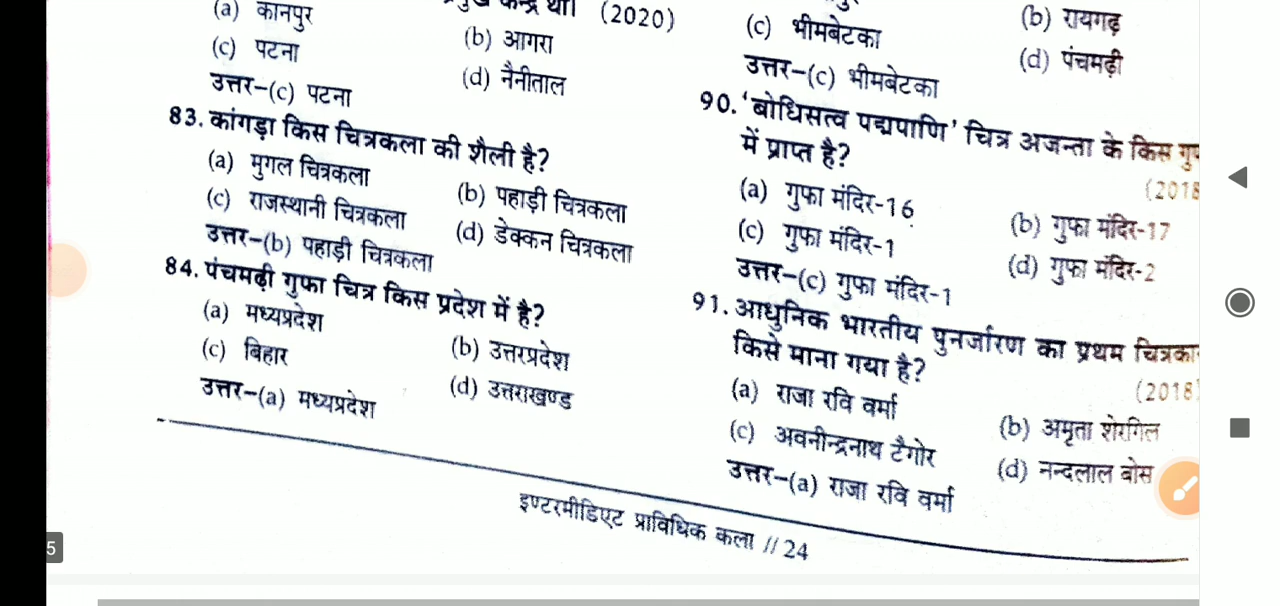 (a) कानपुर
केन्द्र था। (2020)
(b) आगरा
(c) पटना
(d) नैनीताल
उत्तर–(c) पटना
83. कांगड़ा किस चित्रकला की शैली है?
(a) मुगल चित्रकला
(b) पहाड़ी चित्रकला
(c) राजस्थानी चित्रकला
(d) डेक्कन चित्रकला
उत्तर–(b) पहाड़ी चित्रकला
84. पंचमढ़ी गुफा चित्र किस प्रदेश में है?
(a) मध्यप्रदेश
(b) उत्तरप्रदेश
(c) बिहार
(d) उत्तराखण्ड
उत्तर–(a) मध्यप्रदेश
(b) रायगढ़
(c) भीमबेटका
(d) पंचमढ़ी
उत्तर–(c) भीमबेटका
90. ‘बोधिसत्व पद्मपाणि’ चित्र अजन्ता के किस
में प्राप्त है?
(2018
(a) गुफा मंदिर-16
(b) गुफा मंदिर-17
(c) गुफा मंदिर-1
(d) गुफा मंदिर-2
उत्तर–(c) गुफा मंदिर-1
91. आधुनिक भारतीय पुनर्जारण का प्रथम चित्रका
किसे माना गया है?
(2018)
(a) राजा रवि वर्मा
(b) अमृता शेरगिल
(c) अवनीन्द्रनाथ टैगोर
(d) नन्दलाल बोस
उत्तर–(a) राजा रवि वर्मा
इण्टरमीडिएट प्राविधिक कला // 24
5